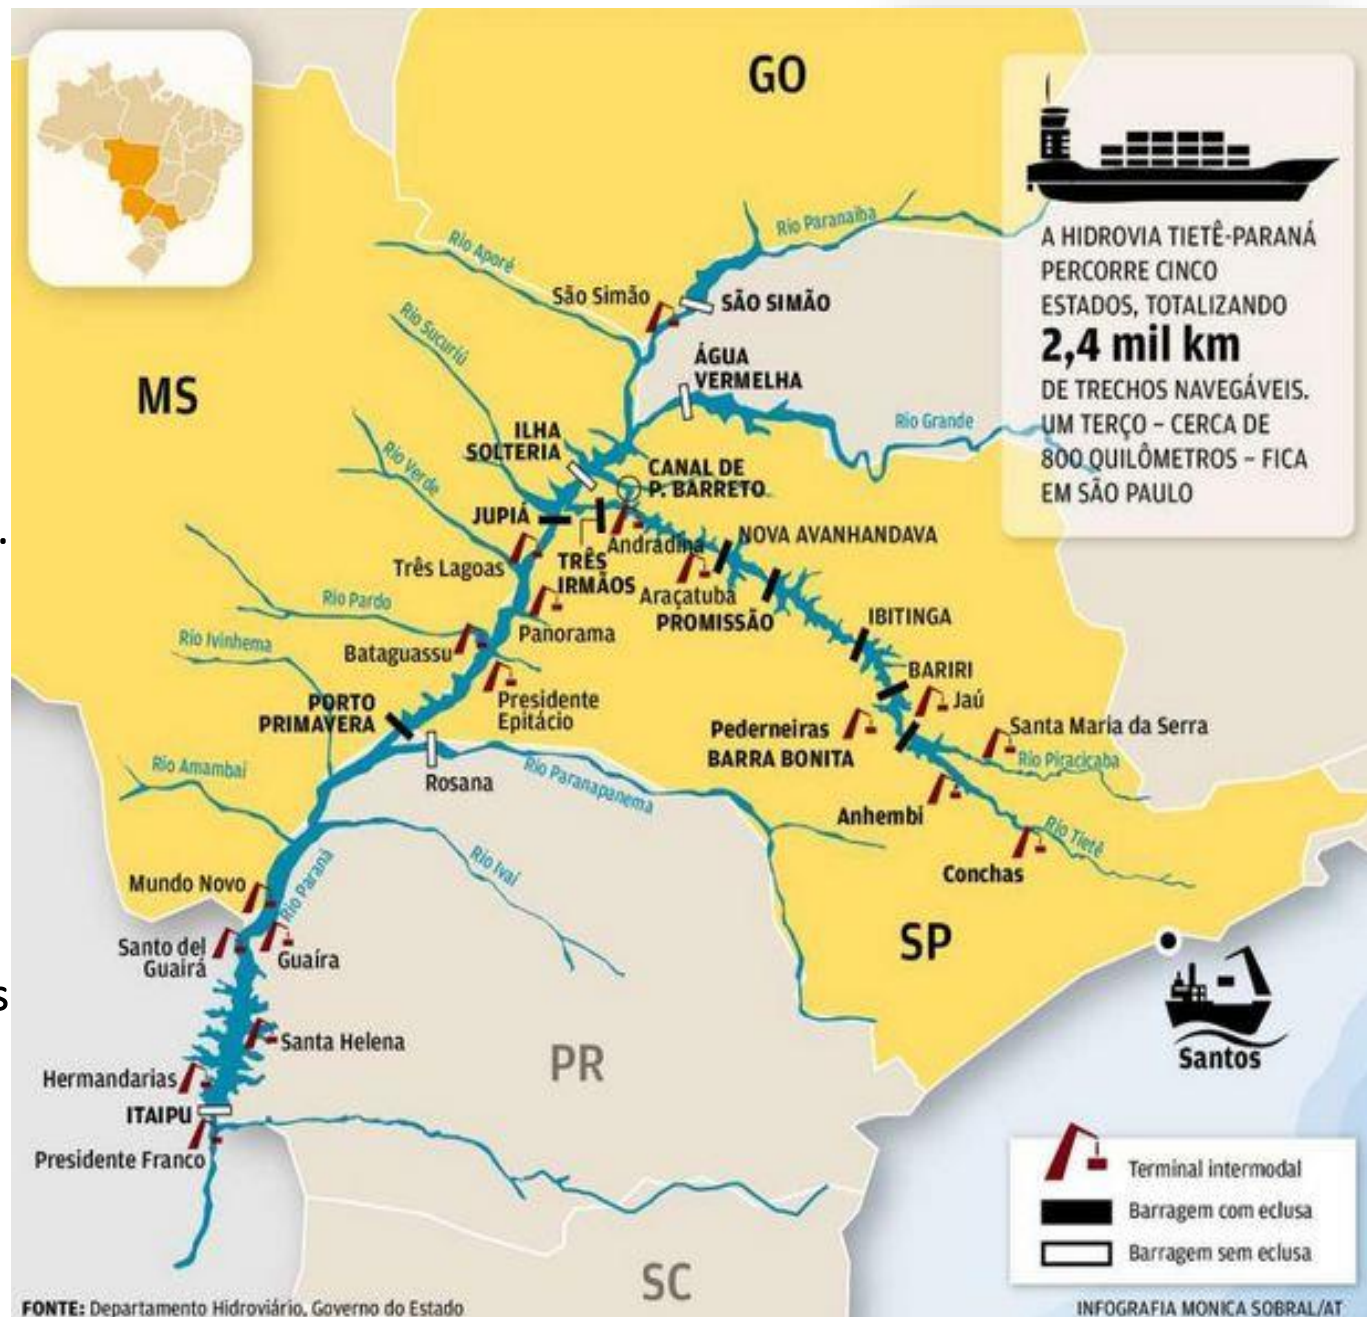 GO
A HIDROVIA TIETÊ-PARANÁ
PERCORRE CINCO
ESTADOS, TOTALIZANDO
2,4 mil km
DE TRECHOS NAVEGÁVEIS.
UM TERÇO – CERCA DE
800 QUILÔMETROS – FICA
EM SÃO PAULO
Rio Paranaíba
Rio Aporé
São Simão
SÃO SIMÃO
Rio Sucuriú
ÁGUA
VERMELHA
MS
Rio Grande
ILHA
SOLTERIA
Rio Verde
CANAL DE
P. BARRETO
JUPIÁ
NOVA AVANHANDAVA
Andradina
TRÊS
IRMÃOS
Três Lagoas
Araçatuba
PROMISSÃO
Rio Pardo
IBITINGA
Panorama
Rio Ivinhema
Bataguassu
BARIRI
Jaú
PORTO
PRIMAVERA
Presidente
Epitácio
Pederneiras
BARRA BONITA
Santa Maria da Serra
Rio Piracicaba
Rio Amambai
Rosana
Rio Paranapanema
Anhembi
Rio Tietê
Conchas
Rio Ivaí
Rio Paraná
Mundo Novo
Santo del
Guairá
Guaíra
SP
s
.
Santa Helena
PR
Santos
Hermandarias
ITAIPU
Presidente Franco
Terminal intermodal
Barragem com eclusa
Barragem sem eclusa
SC
FONTE: Departamento Hidroviário, Governo do Estado
INFOGRAFIA MONICA SOBRAL/AT